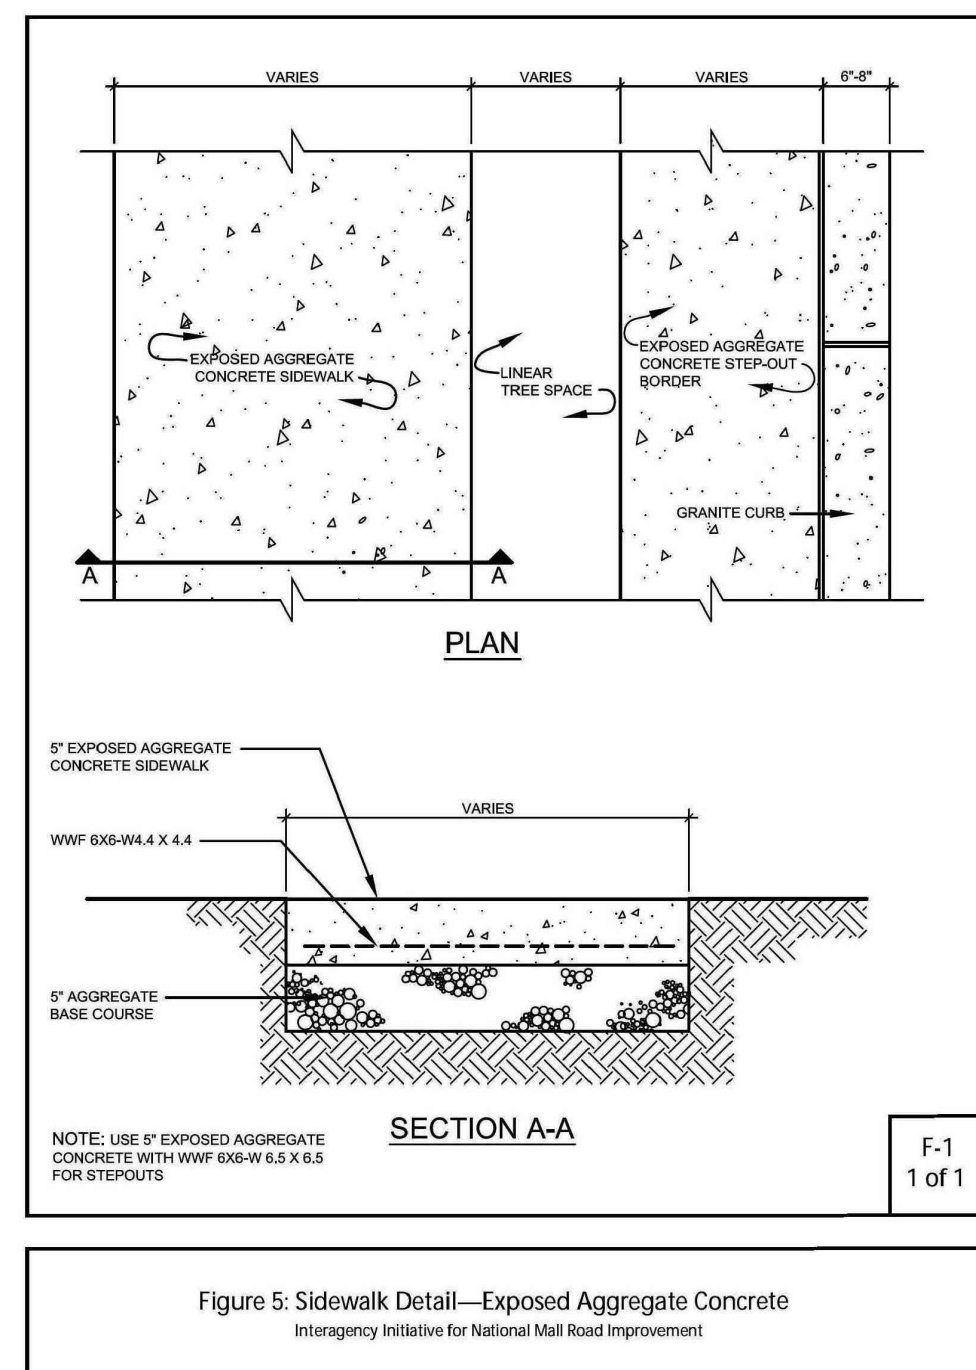 VARIES
VARIES
VARIES
6"-8"
EXPOSED AGGREGATE
CONCRETE SIDEWALK
LINEAR
TREE SPACE
EXPOSED AGGREGATE
CONCRETE STEP-OUT
BORDER
GRANITE CURB
A
A
PLAN
5" EXPOSED AGGREGATE
CONCRETE SIDEWALK
VARIES
WWF 6X6-W4.4 X 4.4
5" AGGREGATE
BASE COURSE
SECTION A-A
NOTE: USE 5" EXPOSED AGGREGATE
CONCRETE WITH WWF 6X6-W 6.5 X 6.5
FOR STEPOUTS
F-1
1 of 1
Figure 5: Sidewalk Detail—Exposed Aggregate Concrete
Interagency Initiative for National Mall Road Improvement